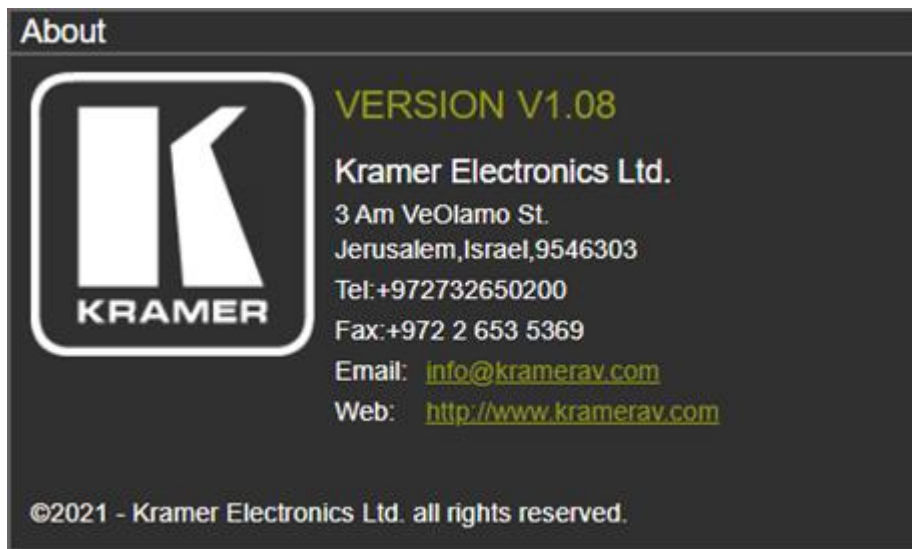 About
KRAMER
VERSION V1.08
Kramer Electronics Ltd.
3 Am VeOlamo St.
Jerusalem,Israel,9546303
Tel:+972732650200
Fax:+972 2 653 5369
Email: info@kramerav.com
Web: http://www.kramerav.com
©2021 - Kramer Electronics Ltd. all rights reserved.